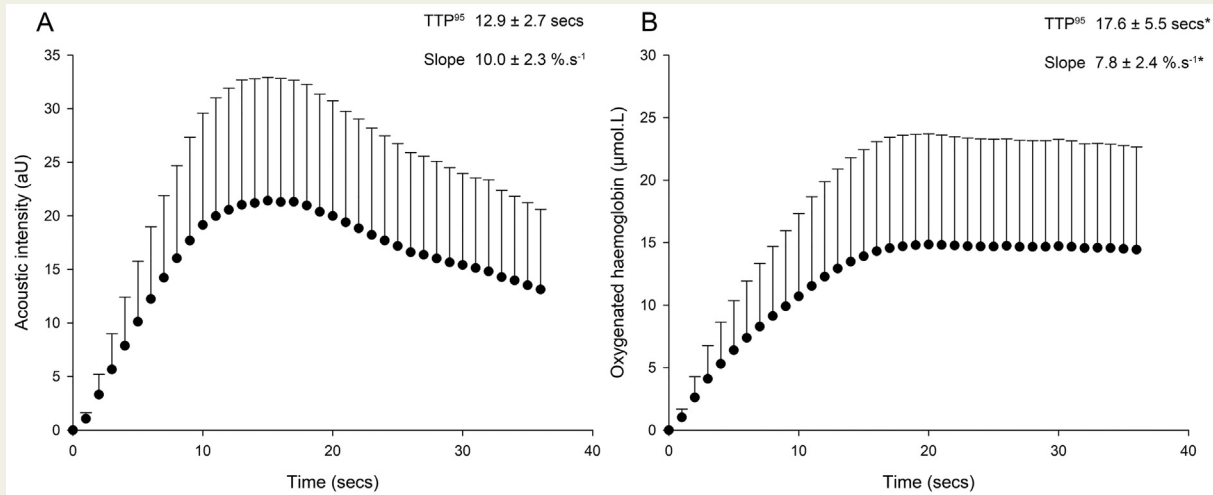 A
TTP⁹⁵ 12.9 ± 2.7 secs
Slope 10.0 ± 2.3 %.s⁻¹
35
30
25
20
15
10
5
0
Acoustic intensity (aU)
0 10 20 30 40
Time (secs)
B
TTP⁹⁵ 17.6 ± 5.5 secs*
Slope 7.8 ± 2.4 %.s⁻¹*
30
25
20
15
10
5
0
Oxygenated haemoglobin (µmol.L)
0 10 20 30 40
Time (secs)